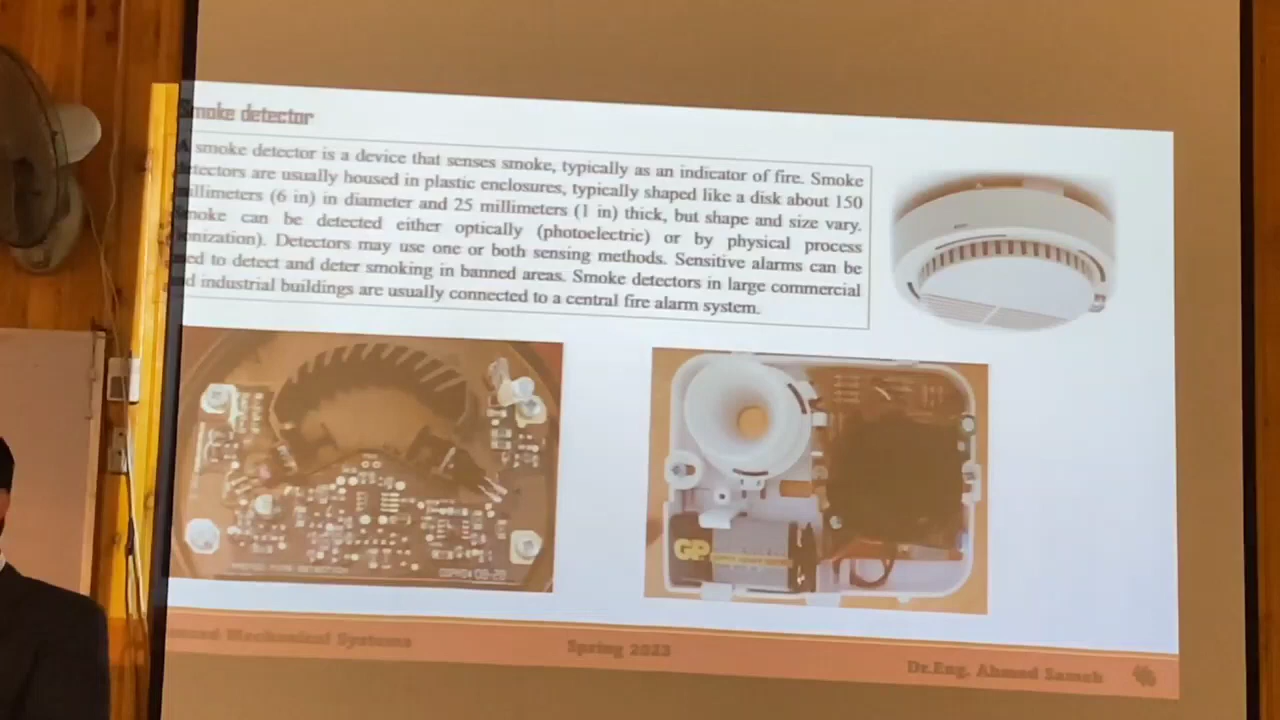 Smoke detector
A smoke detector is a device that senses smoke, typically as an indicator of fire. Smoke
detectors are usually housed in plastic enclosures, typically shaped like a disk about 150
millimeters (6 in) in diameter and 25 millimeters (1 in) thick, but shape and size vary.
Smoke can be detected either optically (photoelectric) or by physical process
ionization). Detectors may use one or both sensing methods. Sensitive alarms can be
ed to detect and deter smoking in banned areas. Smoke detectors in large commercial
d industrial buildings are usually connected to a central fire alarm system.
GP
Mechanical Systems
Spring 2023
Dr.Eng. Ahmed Samah